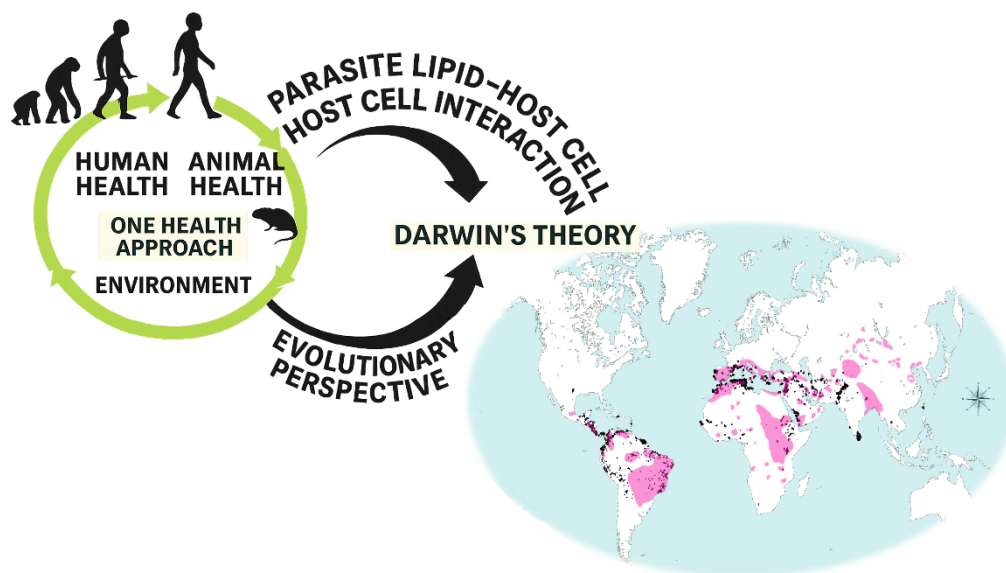 HUMAN HEALTH
ANIMAL HEALTH
ONE HEALTH
APPROACH
ENVIRONMENT
PARASITE LIPID–HOST CELL
HOST CELL INTERACTION
DARWIN'S THEORY
EVOLUTIONARY
PERSPECTIVE